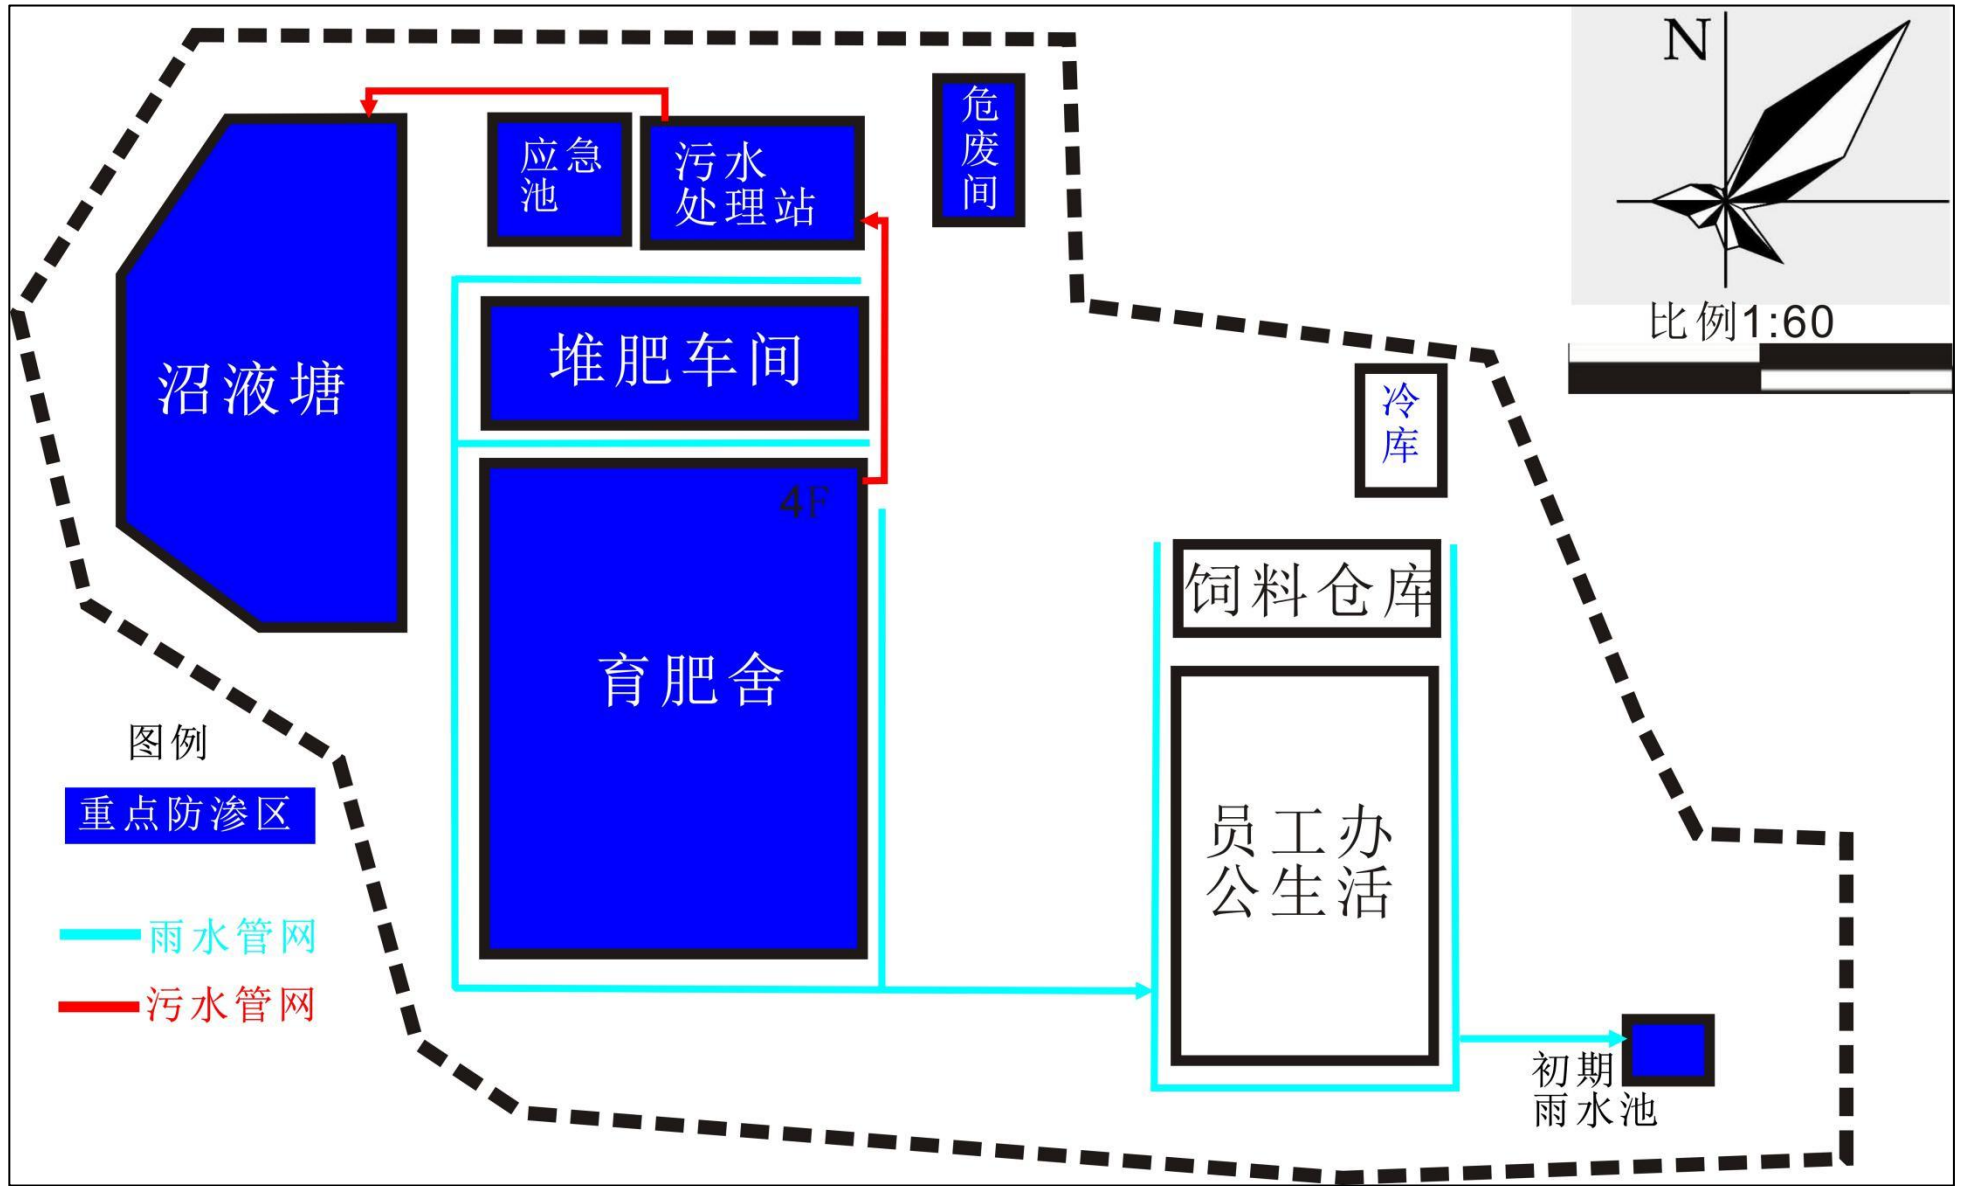 N
比例1:60
危
废
间
应急
池
污水
处理站
堆肥车间
沼液塘
冷
库
4F
饲料仓库
育肥舍
图例
重点防渗区
员工办
公生活
雨水管网
污水管网
初期
雨水池